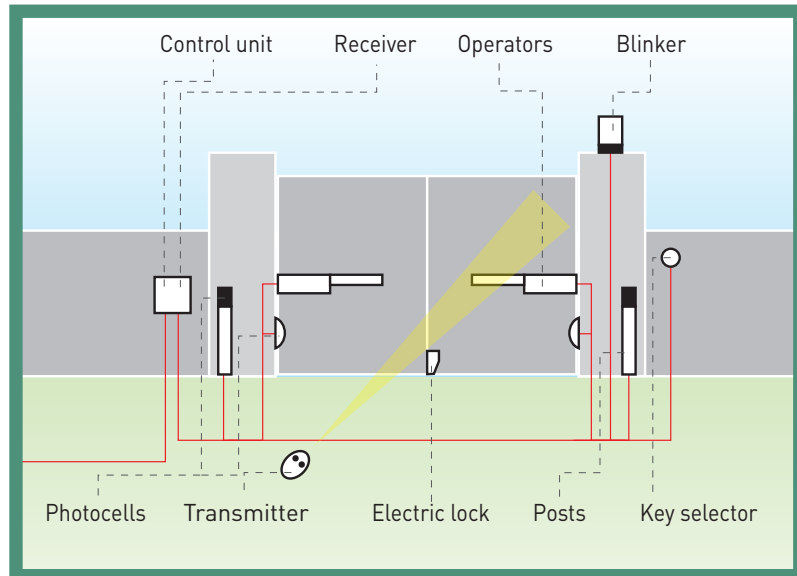 Control unit Receiver Operators Blinker
Photocells Transmitter Electric lock Posts Key selector